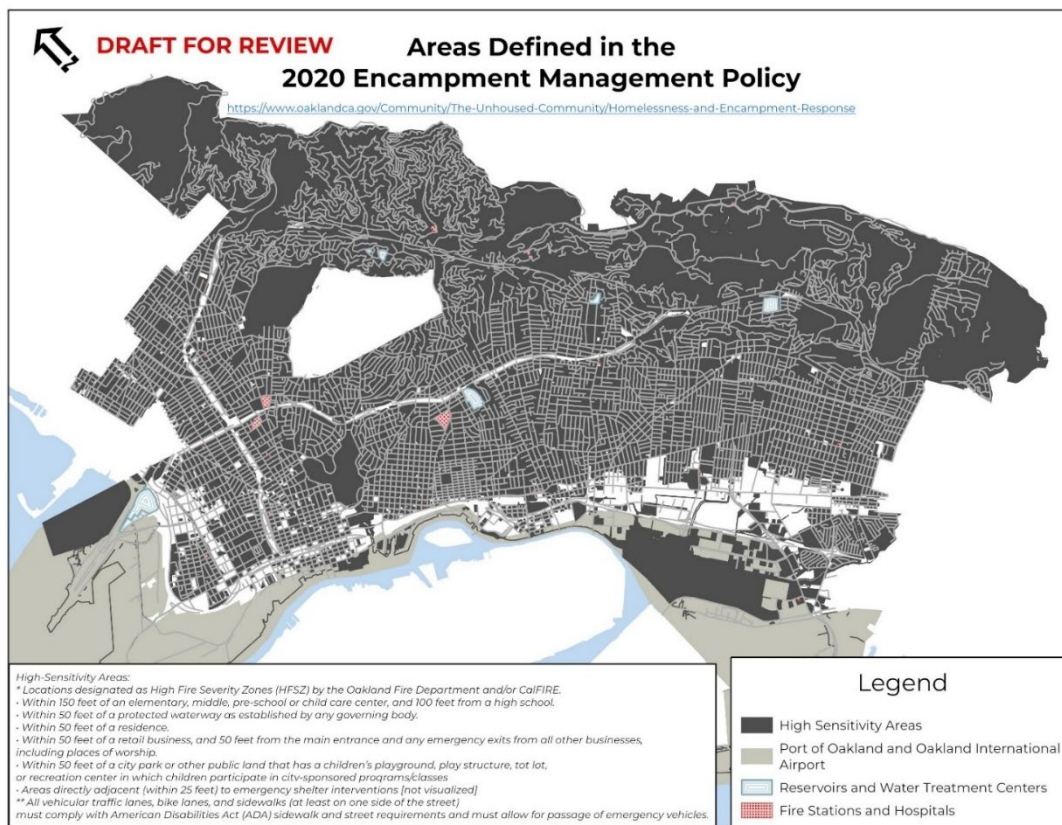 DRAFT FOR REVIEW
Areas Defined in the
2020 Encampment Management Policy
https://www.oaklandca.gov/Community/The-Unhoused-Community/Homelessness-and-Encampment-Response
High-Sensitivity Areas:
* Locations designated as High Fire Severity Zones (HFSZ) by the Oakland Fire Department and/or CalFIRE.
• Within 150 feet of an elementary, middle, pre-school or child care center, and 100 feet from a high school.
• Within 50 feet of a protected waterway as established by any governing body.
• Within 50 feet of a residence.
• Within 50 feet of a retail business, and 50 feet from the main entrance and any emergency exits from all other businesses,
including places of worship.
• Within 50 feet of a city park or other public land that has a children's playground, play structure, tot lot,
or recreation center in which children participate in city-sponsored programs/classes
• Areas directly adjacent (within 25 feet) to emergency shelter interventions [not visualized]
** All vehicular traffic lanes, bike lanes, and sidewalks (at least on one side of the street)
must comply with American Disabilities Act (ADA) sidewalk and street requirements and must allow for passage of emergency vehicles.
Legend
High Sensitivity Areas
Port of Oakland and Oakland International
Airport
Reservoirs and Water Treatment Centers
Fire Stations and Hospitals